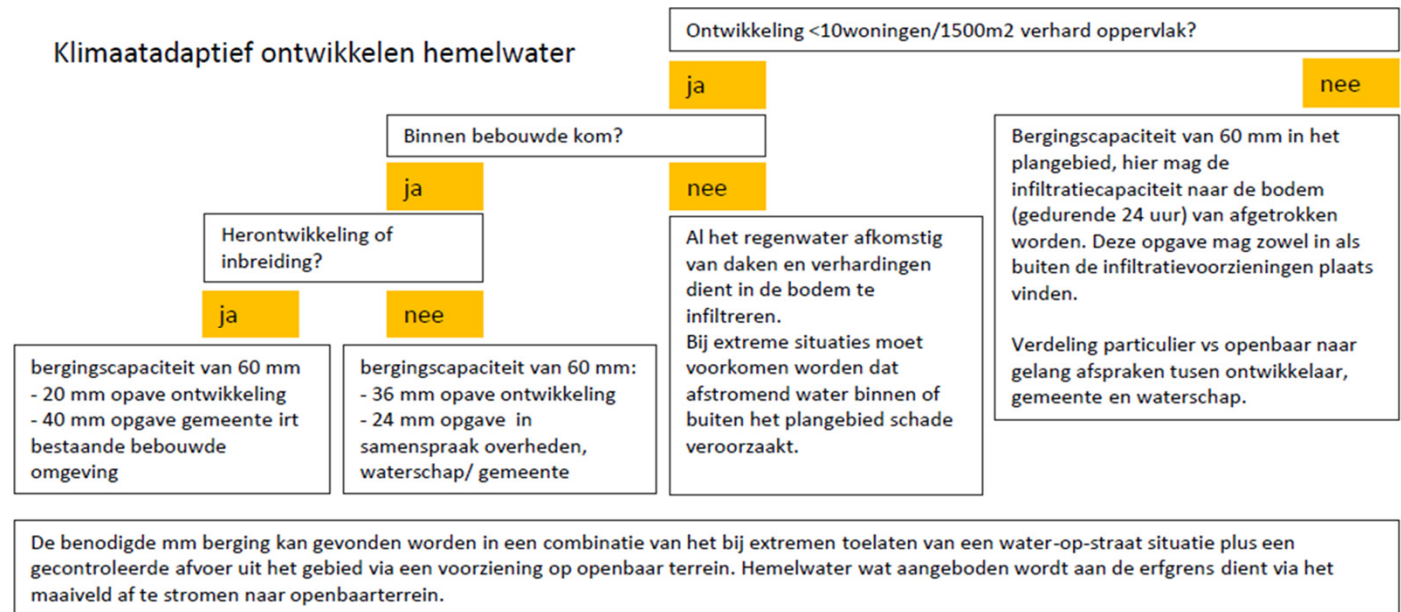 Klimaatadaptief ontwikkelen hemelwater
Ontwikkeling <10woningen/1500m2 verhard oppervlak?
ja
nee
Binnen bebouwde kom?
ja
nee
Herontwikkeling of
inbreiding?
ja
nee
bergingscapaciteit van 60 mm
- 20 mm opave ontwikkeling
- 40 mm opgave gemeente irt
bestaande bebouwde
omgeving
bergingscapaciteit van 60 mm:
- 36 mm opave ontwikkeling
- 24 mm opgave in
samenspraak overheden,
waterschap/ gemeente
Al het regenwater afkomstig
van daken en verhardingen
dient in de bodem te
infiltreren.
Bij extreme situaties moet
voorkomen worden dat
afstromend water binnen of
buiten het plangebied schade
veroorzaakt.
Bergingscapaciteit van 60 mm in het
plangebied, hier mag de
infiltratiecapaciteit naar de bodem
(gedurende 24 uur) van afgetrokken
worden. Deze opgave mag zowel in als
buiten de infiltratievoorzieningen plaats
vinden.
Verdeling particulier vs openbaar naar
gelang afspraken tusen ontwikkelaar,
gemeente en waterschap.
De benodigde mm berging kan gevonden worden in een combinatie van het bij extremen toelaten van een water-op-straat situatie plus een
gecontroleerde afvoer uit het gebied via een voorziening op openbaar terrein. Hemelwater wat aangeboden wordt aan de erfgrens dient via het
maaiveld af te stromen naar openbaarterrein.